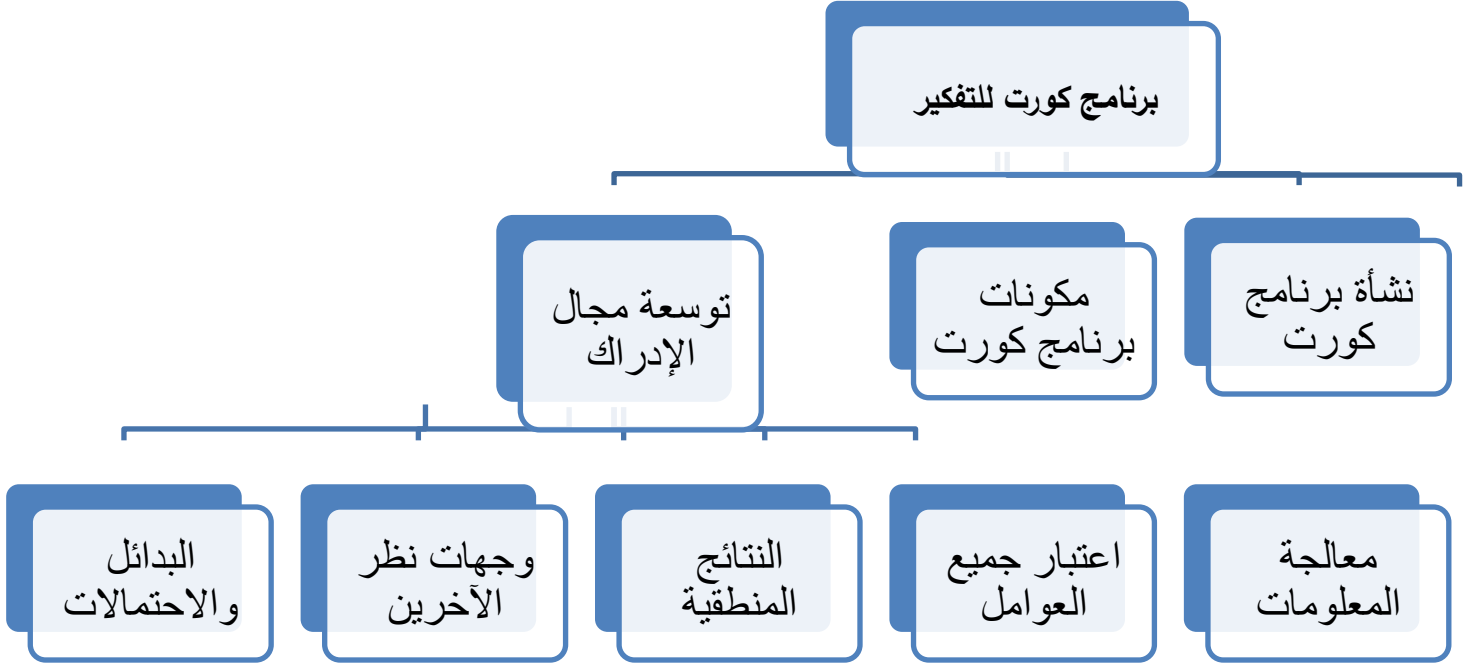 برنامج كورت للتفكير
نشأة برنامج
كورت
مكونات
برنامج كورت
توسعة مجال
الإدراك
معالجة
المعلومات
اعتبار جميع
العوامل
النتائج
المنطقية
وجهات نظر
الآخرين
البدائل
والاحتمالات